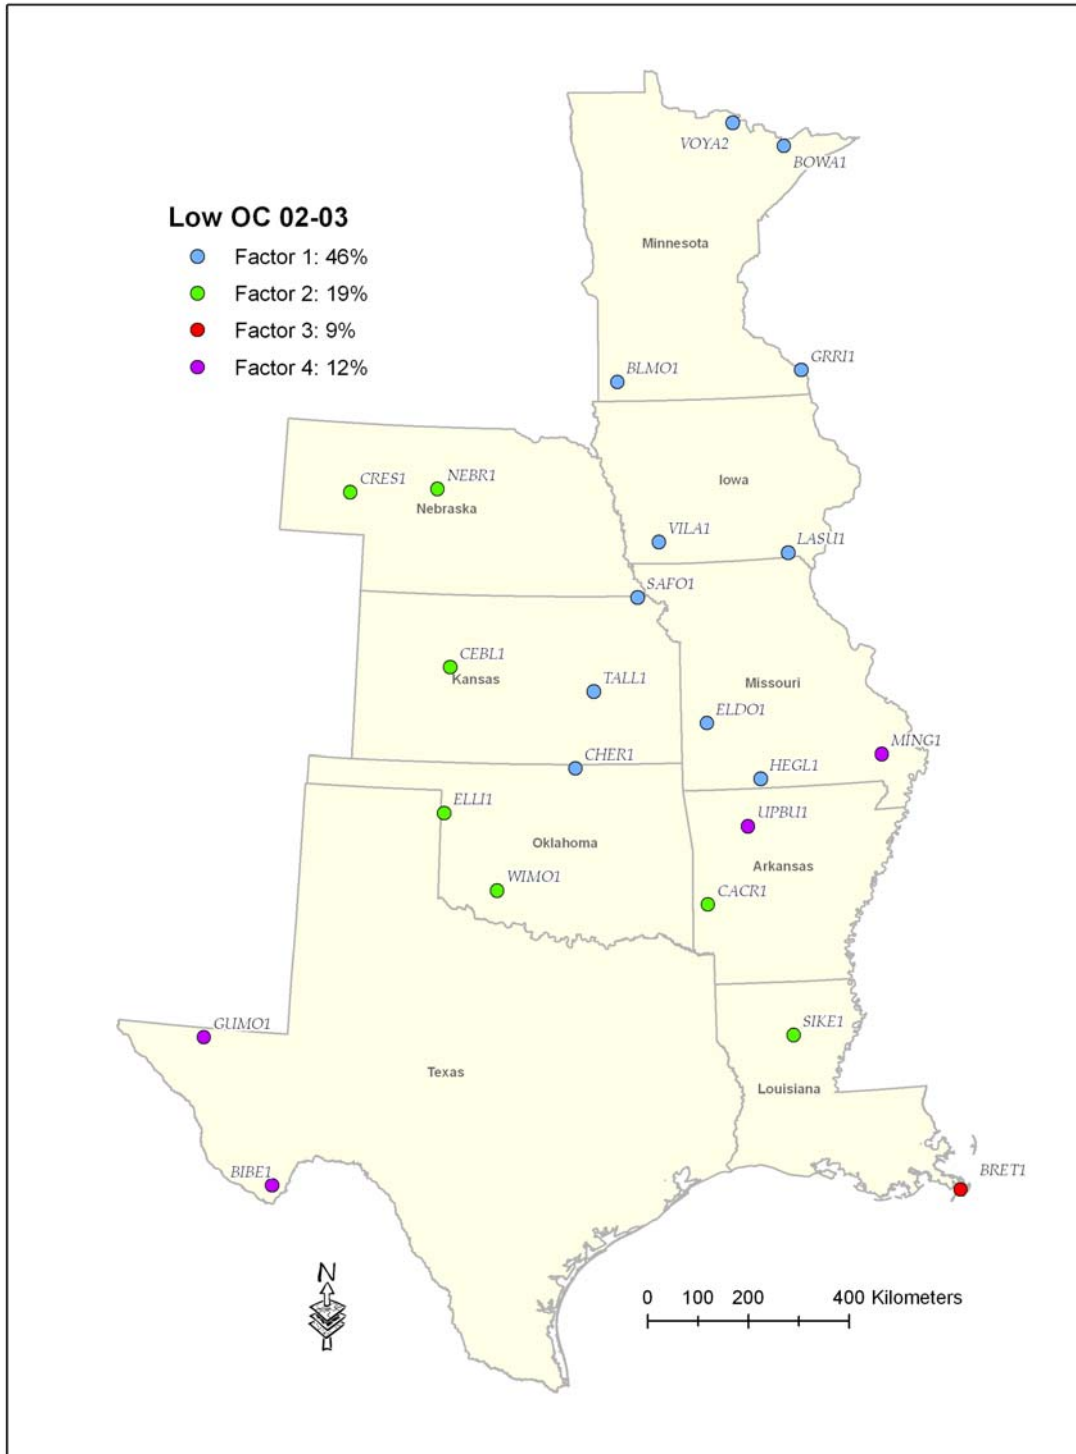 VOYA2
BOWA1
Low OC 02-03
Factor 1: 46%
Minnesota
Factor 2: 19%
Factor 3: 9%
Factor 4: 12%
GRRI1
BLMO1
CRES1
NEBR1
Iowa
Nebraska
VILA1
LASU1
SAFO1
CEBL1
Kansas
TALL1
Missouri
ELDO1
MING1
CHER1
HEGL1
ELLI1
UPBU1
Oklahoma
Arkansas
WIMO1
CACR1
GUMO1
SIKE1
Texas
Louisiana
BIBE1
BRET1
N
0 100 200 400 Kilometers